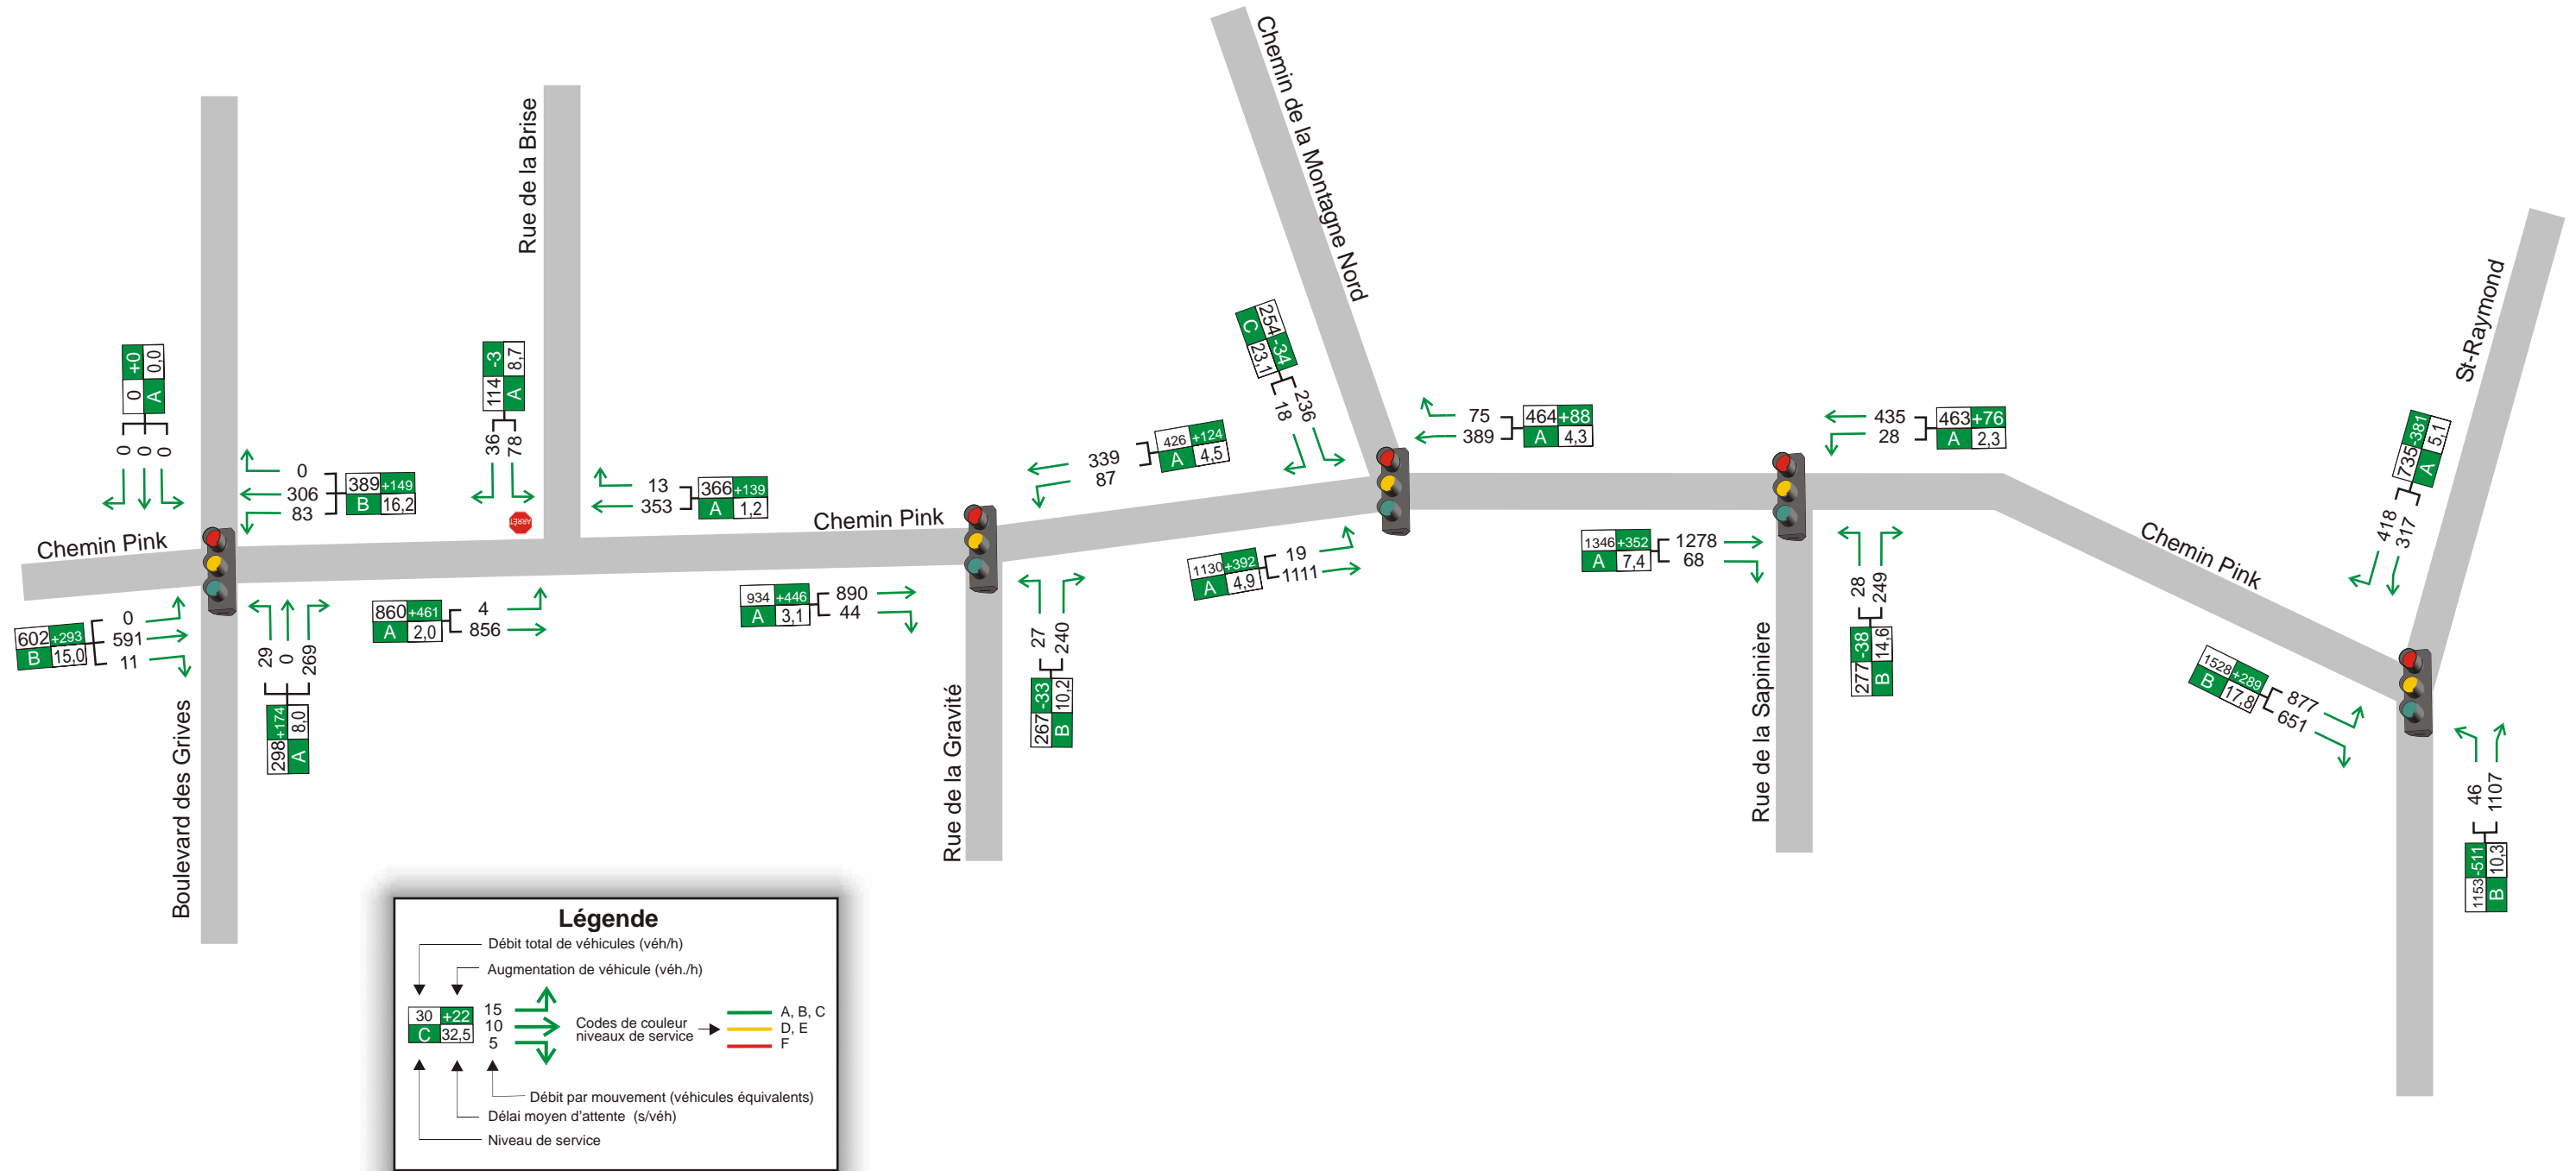 Chemin de la Montagne Nord
Rue de la Brise
St-Raymond
0 +0
A 0,0
0
0
0
114 -3
A 8,7
36
78
254 -34
C 23,1
18
236
0
306
83
389 +149
B 16,2
13
353
366 +139
A 1,2
339
87
426 +124
A 4,5
75
389
464 +88
A 4,3
435
28
463 +76
A 2,3
735 -381
A 5,1
418
317
ARRÊT
Chemin Pink
Chemin Pink
Chemin Pink
602 +293
B 15,0
0
591
11
29
0
269
298 +174
A 8,0
860 +461
A 2,0
4
856
934 +446
A 3,1
890
44
27
240
267 -33
B 10,2
1130 +392
A 4,9
19
1111
1346 +352
A 7,4
1278
68
28
249
277 -38
B 14,6
1528 +289
B 17,8
877
651
46
1107
1153 -511
B 10,3
Boulevard des Grives
Rue de la Gravité
Rue de la Sapinière
Légende
Débit total de véhicules (véh/h)
Augmentation de véhicule (véh./h)
30 +22
C 32,5
15
10
5
Codes de couleur
niveaux de service
A, B, C
D, E
F
Débit par mouvement (véhicules équivalents)
Délai moyen d'attente (s/véh)
Niveau de service